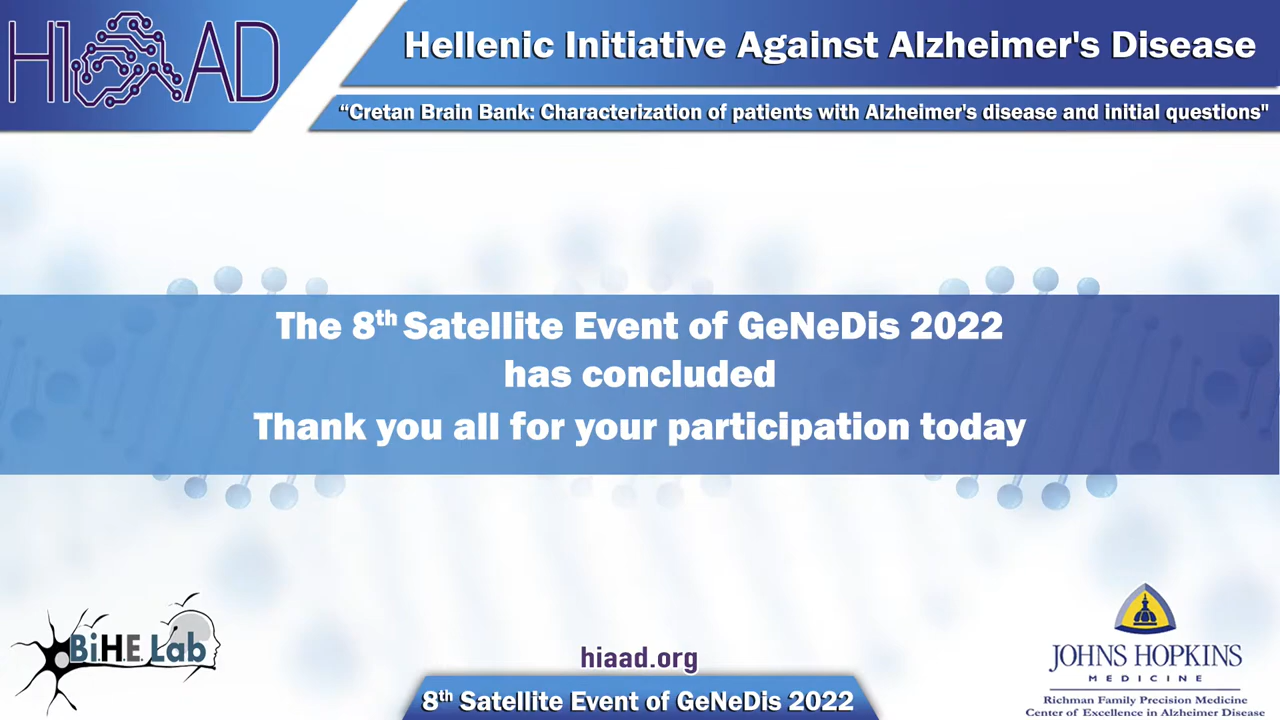 HIAAD
Hellenic Initiative Against Alzheimer's Disease
“Cretan Brain Bank: Characterization of patients with Alzheimer's disease and initial questions"
The 8th Satellite Event of GeNeDis 2022
has concluded
Thank you all for your participation today
Bi.H.E. Lab
hiaad.org
8th Satellite Event of GeNeDis 2022
JOHNS HOPKINS
MEDICINE
Richman Family Precision Medicine
Center of Excellence in Alzheimer Disease